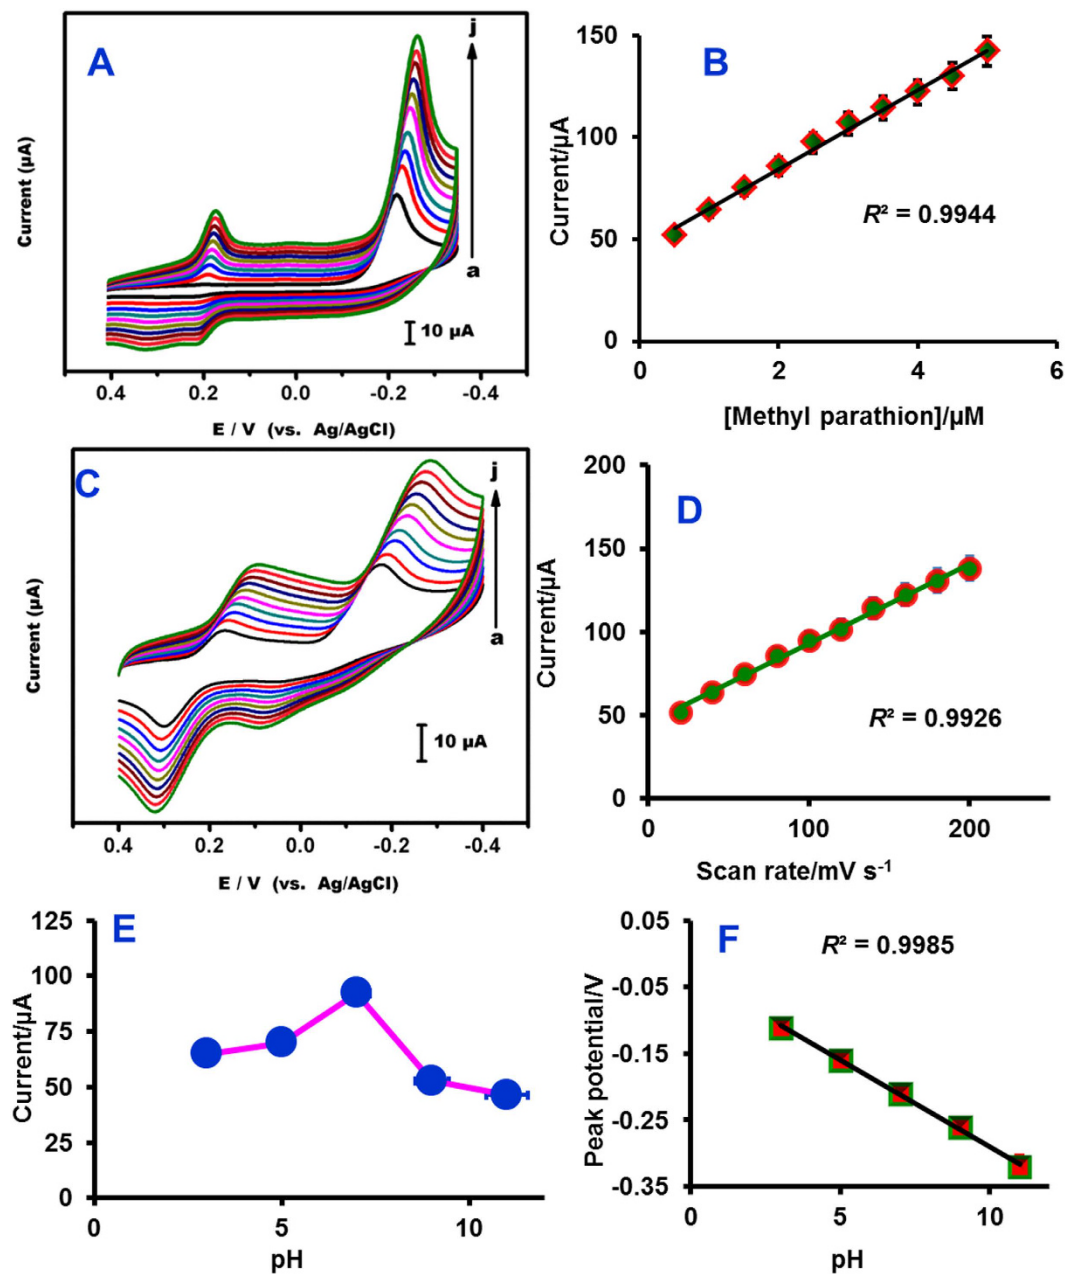 A
j
a
Current (µA)
10 µA
0.4 0.2 0.0 -0.2 -0.4
E / V (vs. Ag/AgCl)
B
150
100
50
0
Current/µA
R² = 0.9944
0 2 4 6
[Methyl parathion]/µM
C
j
a
Current (µA)
10 µA
0.4 0.2 0.0 -0.2 -0.4
E / V (vs. Ag/AgCl)
D
200
150
100
50
0
Current/µA
R² = 0.9926
0 100 200
Scan rate/mV s⁻¹
E
125
100
75
50
25
0
Current/µA
0 5 10
pH
F
R² = 0.9985
0.05
-0.05
-0.15
-0.25
-0.35
Peak potential/V
0 5 10
pH